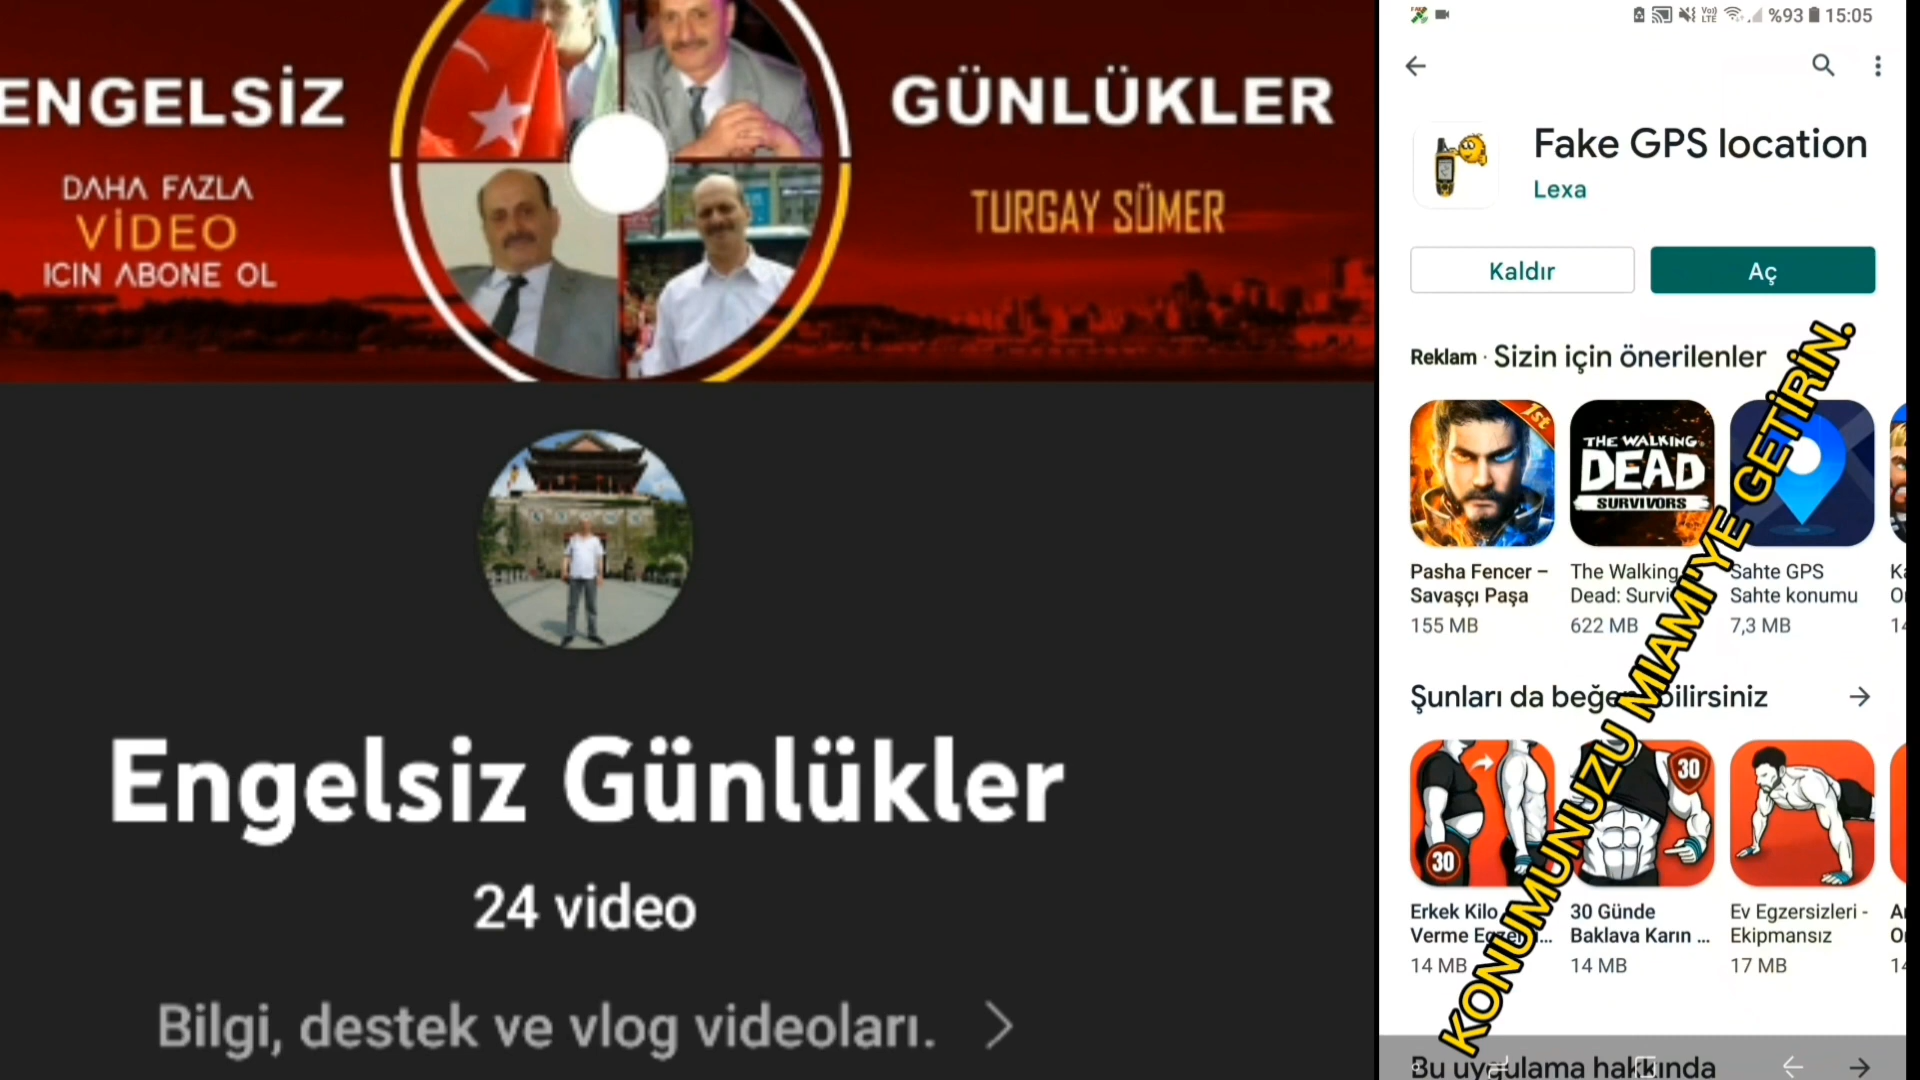 ENGELSİZ
GÜNLÜKLER
DAHA FAZLA
VİDEO
ICIN ABONE OL
TURGAY SÜMER
Engelsiz Günlükler
24 video
Bilgi, destek ve vlog videoları.
%93 15:05
Fake GPS location
Lexa
Kaldır
Aç
Reklam · Sizin için önerilenler
1st
THE WALKING
DEAD
SURVIVORS
Pasha Fencer –
Savaşçı Paşa
155 MB
The Walking
Dead:
622 MB
Sahte GPS
Sahte konumu
7,3 MB
KONUMUNUZU MIAMI'YE GETİRİN.
Şunları da beğenebilirsiniz
30
30
Erkek Kilo
Verme
14 MB
30 Günde
Baklava Karın ...
14 MB
Ev Egzersizleri -
Ekipmansız
17 MB
Bu uygulama hakkında